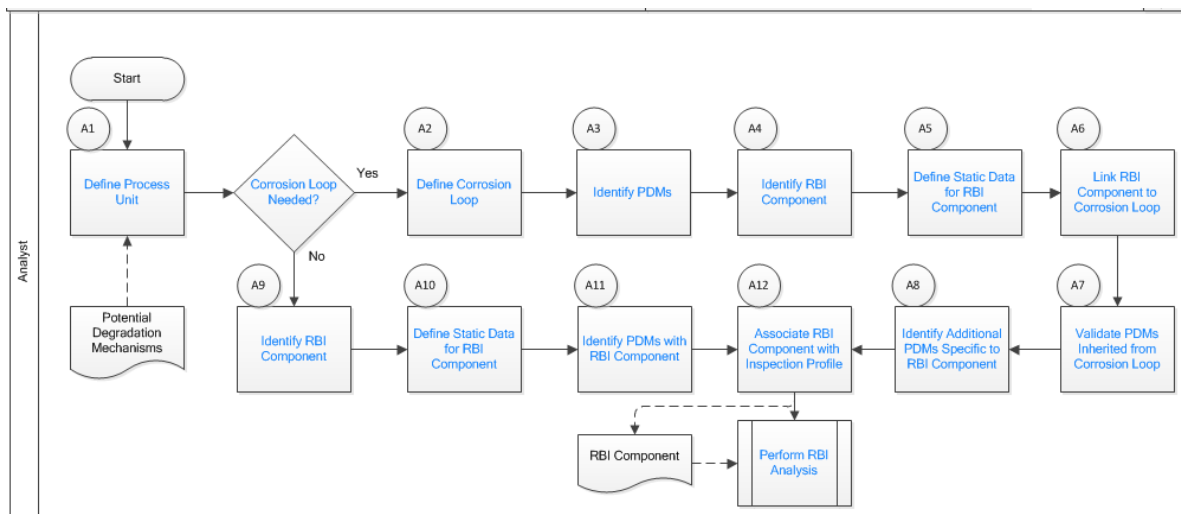 Analyst
Start
A1
Define Process
Unit
Corrosion Loop
Needed?
Yes
No
A2
Define Corrosion
Loop
A3
Identify PDMs
A4
Identify RBI
Component
A5
Define Static Data
for RBI
Component
A6
Link RBI
Component to
Corrosion Loop
Potential
Degradation
Mechanisms
A9
Identify RBI
Component
A10
Define Static Data
for RBI
Component
A11
Identify PDMs with
RBI Component
A12
Associate RBI
Component with
Inspection Profile
A8
Identify Additional
PDMs Specific to
RBI Component
A7
Validate PDMs
Inherited from
Corrosion Loop
RBI Component
Perform RBI
Analysis